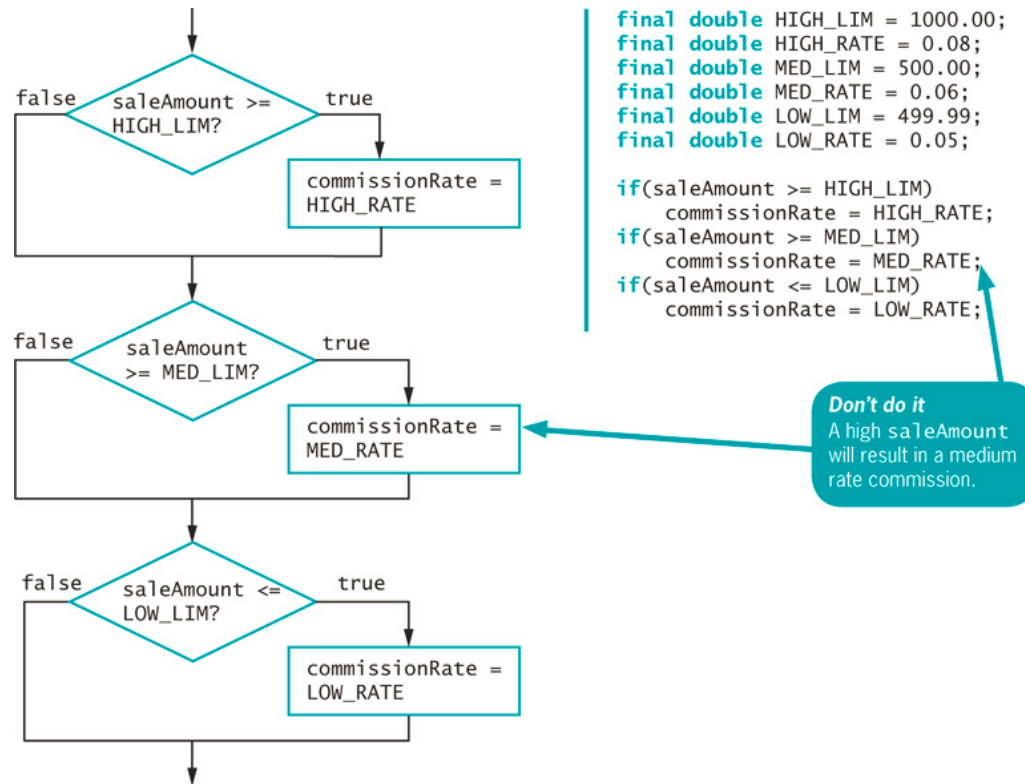 false
saleAmount >=
HIGH_LIM?
true
commissionRate =
HIGH_RATE
false
saleAmount
>= MED_LIM?
true
commissionRate =
MED_RATE
false
saleAmount <=
LOW_LIM?
true
commissionRate =
LOW_RATE
final double HIGH_LIM = 1000.00;
final double HIGH_RATE = 0.08;
final double MED_LIM = 500.00;
final double MED_RATE = 0.06;
final double LOW_LIM = 499.99;
final double LOW_RATE = 0.05;
if(saleAmount >= HIGH_LIM)
    commissionRate = HIGH_RATE;
if(saleAmount >= MED_LIM)
    commissionRate = MED_RATE;
if(saleAmount <= LOW_LIM)
    commissionRate = LOW_RATE;
Don't do it
A high saleAmount
will result in a medium
rate commission.